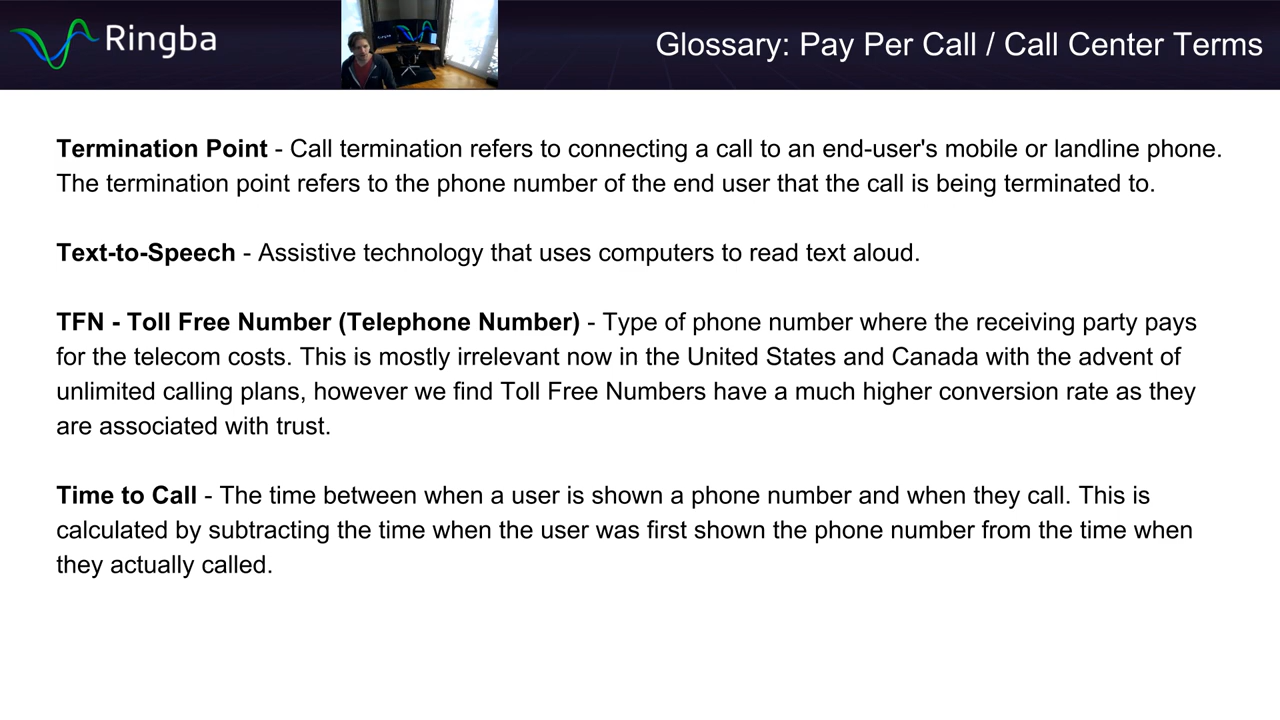 Ringba
Glossary: Pay Per Call / Call Center Terms
Termination Point - Call termination refers to connecting a call to an end-user's mobile or landline phone.
The termination point refers to the phone number of the end user that the call is being terminated to.
Text-to-Speech - Assistive technology that uses computers to read text aloud.
TFN - Toll Free Number (Telephone Number) - Type of phone number where the receiving party pays
for the telecom costs. This is mostly irrelevant now in the United States and Canada with the advent of
unlimited calling plans, however we find Toll Free Numbers have a much higher conversion rate as they
are associated with trust.
Time to Call - The time between when a user is shown a phone number and when they call. This is
calculated by subtracting the time when the user was first shown the phone number from the time when
they actually called.